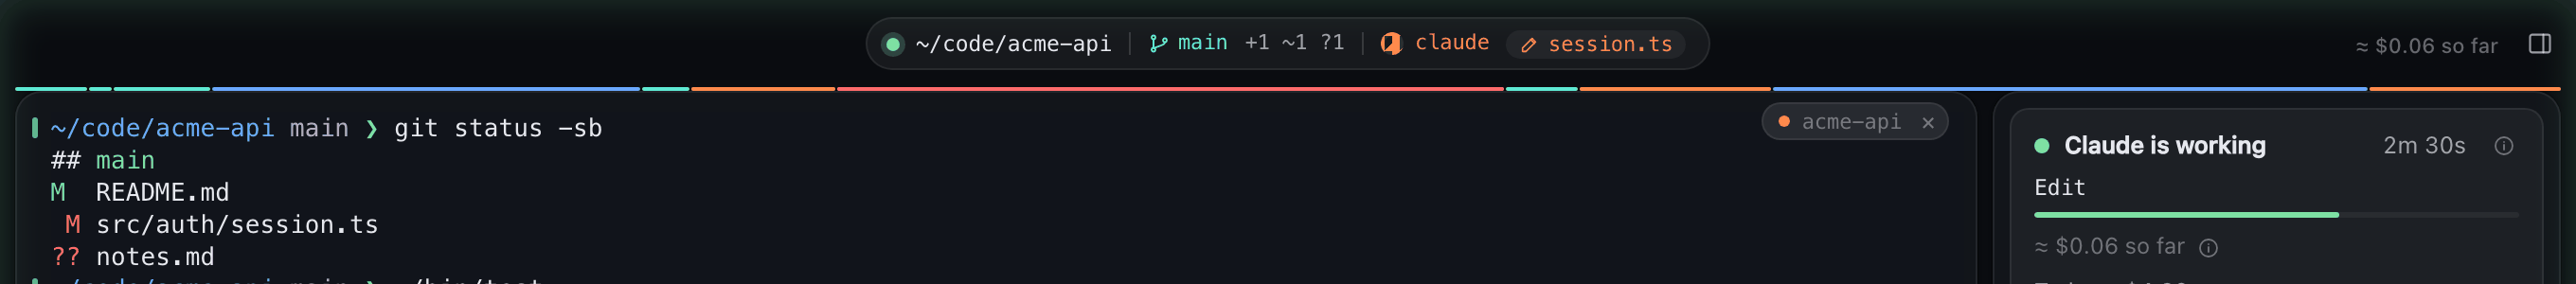 ~/code/acme-api main +1 ~1 ?1 claude session.ts
≈ $0.06 so far
~/code/acme-api main ❯ git status -sb
acme-api ×
## main
M README.md
M src/auth/session.ts
?? notes.md
Claude is working 2m 30s
Edit
≈ $0.06 so far